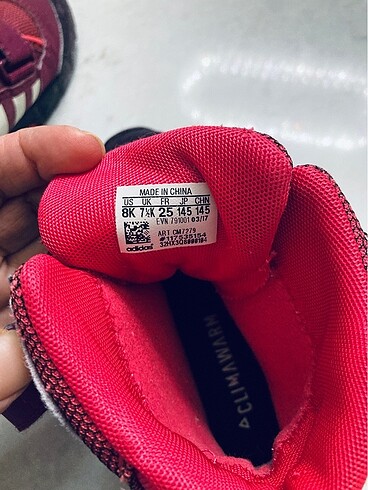 MADE IN CHINA
US UK FR JP CHN
8K 7½K 25 145 145
EVN 791001 03/17
ART CM7279
#117535154
adidas
CLIMAWARM